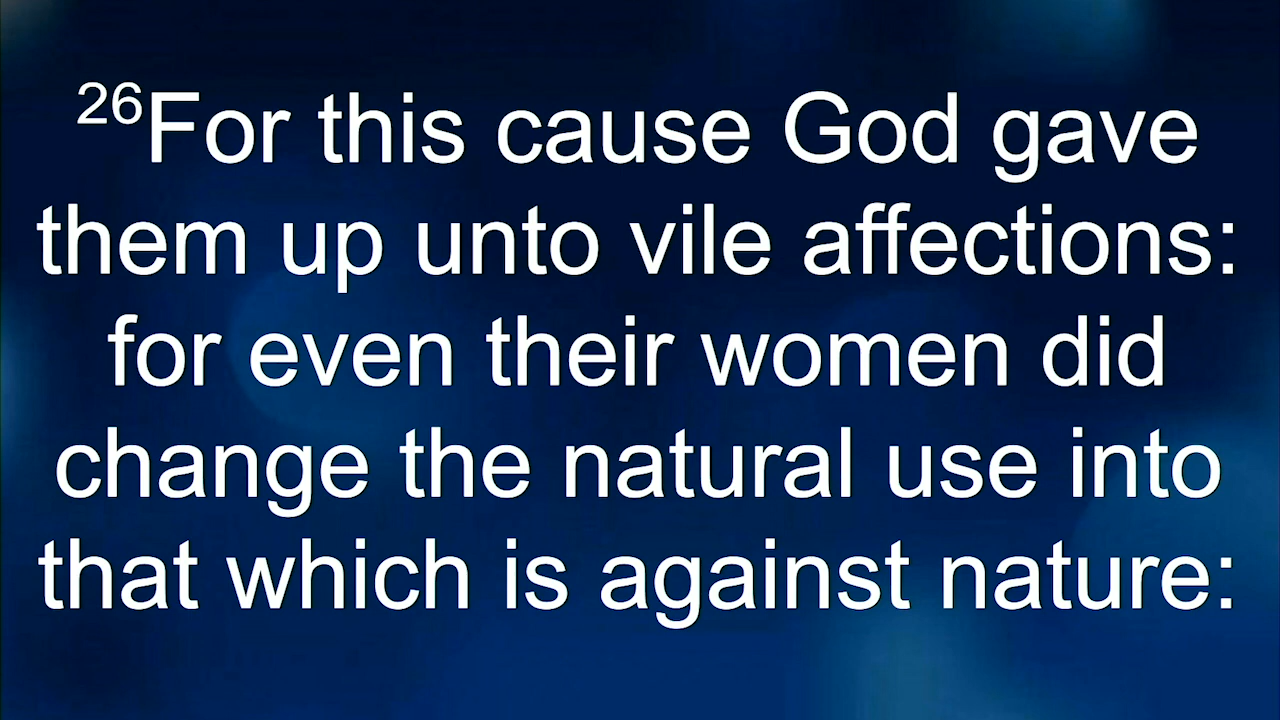 26For this cause God gave
them up unto vile affections:
for even their women did
change the natural use into
that which is against nature: